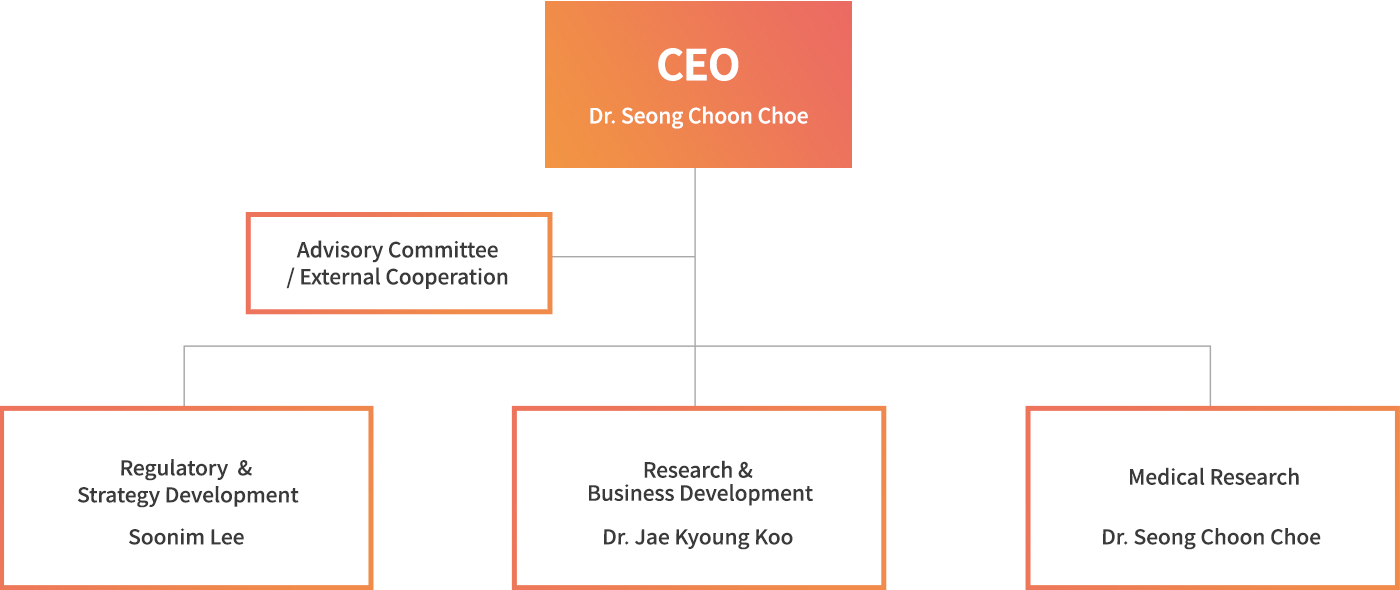 CEO
Dr. Seong Choon Choe
Advisory Committee
/ External Cooperation
Regulatory &
Strategy Development
Soonim Lee
Research &
Business Development
Dr. Jae Kyoung Koo
Medical Research
Dr. Seong Choon Choe